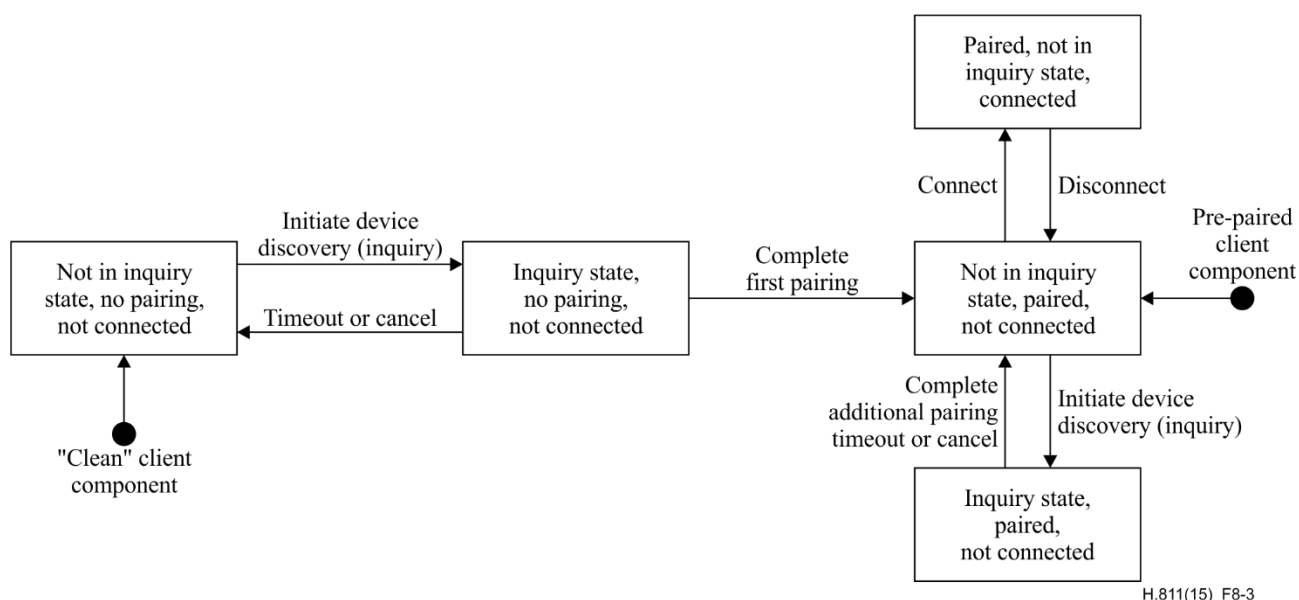 Paired, not in
inquiry state,
connected
Connect
Disconnect
Initiate device
discovery (inquiry)
Pre-paired
client
component
Not in inquiry
state, no pairing,
not connected
Inquiry state,
no pairing,
not connected
Complete
first pairing
Not in inquiry
state, paired,
not connected
Timeout or cancel
"Clean" client
component
Complete
additional pairing
timeout or cancel
Initiate device
discovery (inquiry)
Inquiry state,
paired,
not connected
H.811(15)_F8-3